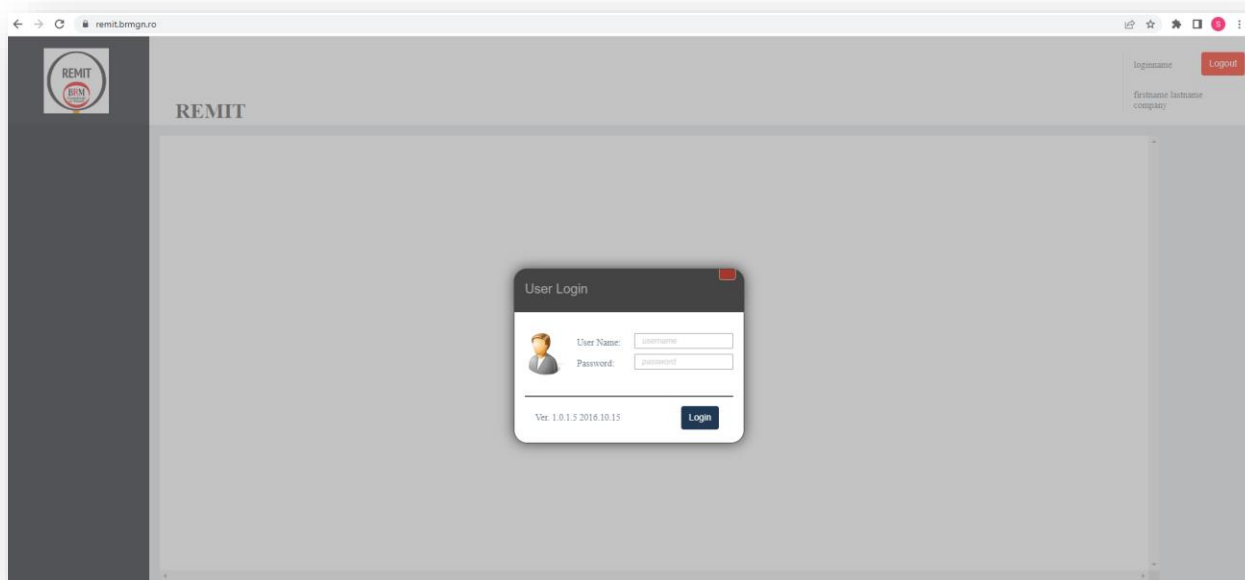 remit.brmgn.ro
S
REMIT
BRM
loginname
Logout
firstname lastname
company
REMIT
User Login
User Name:
username
Password:
password
Ver. 1.0.1.5 2016.10.15
Login